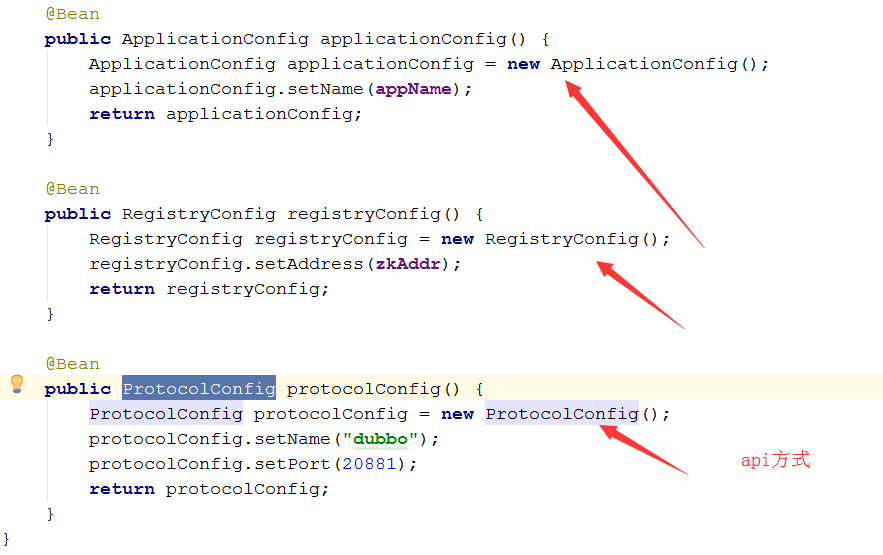 @Bean
public ApplicationConfig applicationConfig() {
ApplicationConfig applicationConfig = new ApplicationConfig();
applicationConfig.setName(appName);
return applicationConfig;
}
@Bean
public RegistryConfig registryConfig() {
RegistryConfig registryConfig = new RegistryConfig();
registryConfig.setAddress(zkAddr);
return registryConfig;
}
@Bean
public ProtocolConfig protocolConfig() {
ProtocolConfig protocolConfig = new ProtocolConfig();
protocolConfig.setName("dubbo");
protocolConfig.setPort(20881);
api方式
return protocolConfig;
}
}